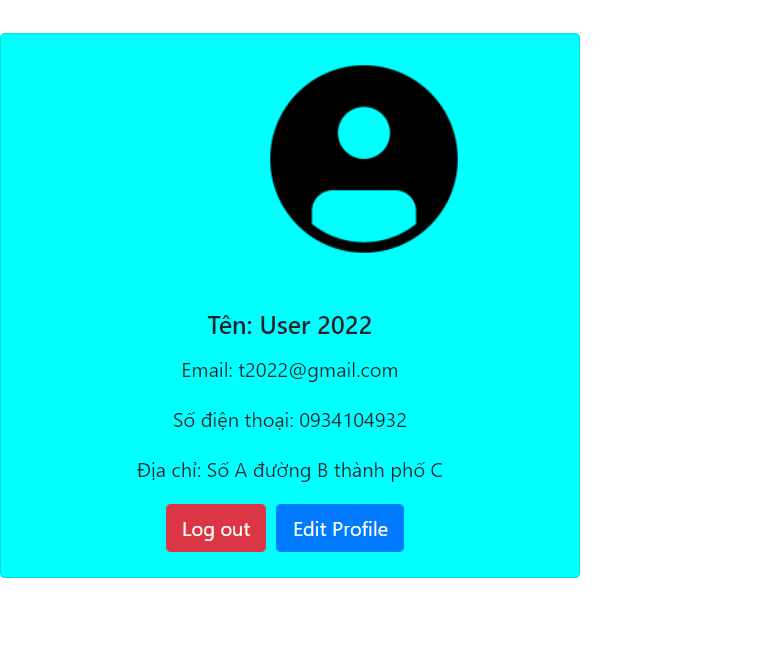 Tên: User 2022
Email: t2022@gmail.com
Số điện thoại: 0934104932
Địa chỉ: Số A đường B thành phố C
Log out Edit Profile